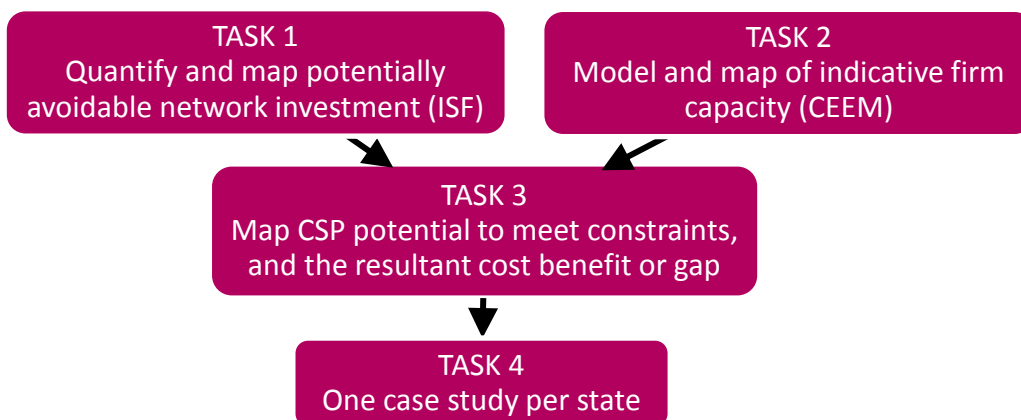 TASK 1
Quantify and map potentially
avoidable network investment (ISF)
TASK 2
Model and map of indicative firm
capacity (CEEM)
TASK 3
Map CSP potential to meet constraints,
and the resultant cost benefit or gap
TASK 4
One case study per state